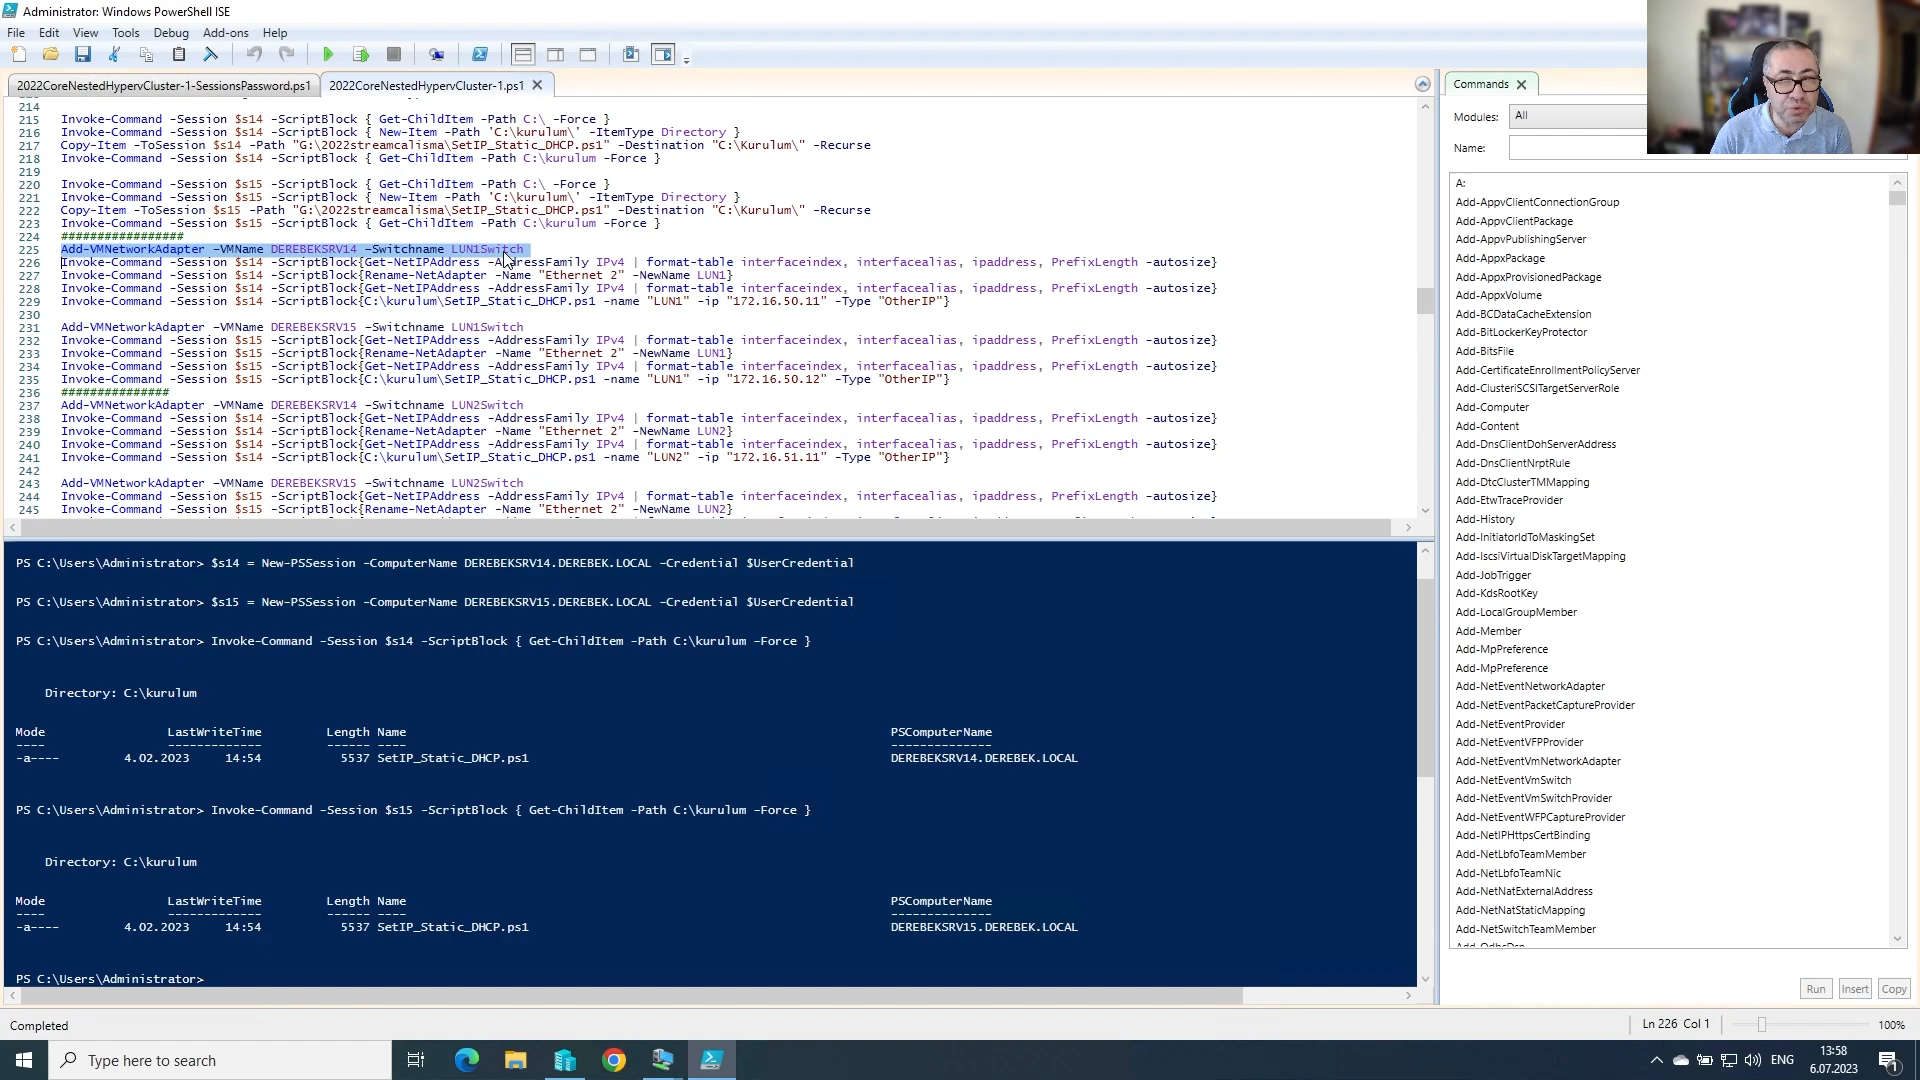 Administrator: Windows PowerShell ISE
File Edit View Tools Debug Add-ons Help
2022CoreNestedHypervCluster-1-SessionsPassword.ps1 2022CoreNestedHypervCluster-1.ps1
214
215 Invoke-Command -Session $s14 -ScriptBlock { Get-ChildItem -Path C:\ -Force }
216 Invoke-Command -Session $s14 -ScriptBlock { New-Item -Path 'C:\kurulum\' -ItemType Directory }
217 Copy-Item -ToSession $s14 -Path "G:\2022streamcalisma\SetIP_Static_DHCP.ps1" -Destination "C:\Kurulum\" -Recurse
218 Invoke-Command -Session $s14 -ScriptBlock { Get-ChildItem -Path C:\kurulum -Force }
219
220 Invoke-Command -Session $s15 -ScriptBlock { Get-ChildItem -Path C:\ -Force }
221 Invoke-Command -Session $s15 -ScriptBlock { New-Item -Path 'C:\kurulum\' -ItemType Directory }
222 Copy-Item -ToSession $s15 -Path "G:\2022streamcalisma\SetIP_Static_DHCP.ps1" -Destination "C:\Kurulum\" -Recurse
223 Invoke-Command -Session $s15 -ScriptBlock { Get-ChildItem -Path C:\kurulum -Force }
224 #################
225 Add-VMNetworkAdapter -VMName DEREBEKSRV14 -Switchname LUN1Switch
226 Invoke-Command -Session $s14 -ScriptBlock{Get-NetIPAddress -AddressFamily IPv4 | format-table interfaceindex, interfacealias, ipaddress, PrefixLength -autosize}
227 Invoke-Command -Session $s14 -ScriptBlock{Rename-NetAdapter -Name "Ethernet 2" -NewName LUN1}
228 Invoke-Command -Session $s14 -ScriptBlock{Get-NetIPAddress -AddressFamily IPv4 | format-table interfaceindex, interfacealias, ipaddress, PrefixLength -autosize}
229 Invoke-Command -Session $s14 -ScriptBlock{C:\kurulum\SetIP_Static_DHCP.ps1 -name "LUN1" -ip "172.16.50.11" -Type "OtherIP"}
230
231 Add-VMNetworkAdapter -VMName DEREBEKSRV15 -Switchname LUN1Switch
232 Invoke-Command -Session $s15 -ScriptBlock{Get-NetIPAddress -AddressFamily IPv4 | format-table interfaceindex, interfacealias, ipaddress, PrefixLength -autosize}
233 Invoke-Command -Session $s15 -ScriptBlock{Rename-NetAdapter -Name "Ethernet 2" -NewName LUN1}
234 Invoke-Command -Session $s15 -ScriptBlock{Get-NetIPAddress -AddressFamily IPv4 | format-table interfaceindex, interfacealias, ipaddress, PrefixLength -autosize}
235 Invoke-Command -Session $s15 -ScriptBlock{C:\kurulum\SetIP_Static_DHCP.ps1 -name "LUN1" -ip "172.16.50.12" -Type "OtherIP"}
236 ###############
237 Add-VMNetworkAdapter -VMName DEREBEKSRV14 -Switchname LUN2Switch
238 Invoke-Command -Session $s14 -ScriptBlock{Get-NetIPAddress -AddressFamily IPv4 | format-table interfaceindex, interfacealias, ipaddress, PrefixLength -autosize}
239 Invoke-Command -Session $s14 -ScriptBlock{Rename-NetAdapter -Name "Ethernet 2" -NewName LUN2}
240 Invoke-Command -Session $s14 -ScriptBlock{Get-NetIPAddress -AddressFamily IPv4 | format-table interfaceindex, interfacealias, ipaddress, PrefixLength -autosize}
241 Invoke-Command -Session $s14 -ScriptBlock{C:\kurulum\SetIP_Static_DHCP.ps1 -name "LUN2" -ip "172.16.51.11" -Type "OtherIP"}
242
243 Add-VMNetworkAdapter -VMName DEREBEKSRV15 -Switchname LUN2Switch
244 Invoke-Command -Session $s15 -ScriptBlock{Get-NetIPAddress -AddressFamily IPv4 | format-table interfaceindex, interfacealias, ipaddress, PrefixLength -autosize}
245 Invoke-Command -Session $s15 -ScriptBlock{Rename-NetAdapter -Name "Ethernet 2" -NewName LUN2}
PS C:\Users\Administrator> $s14 = New-PSSession -ComputerName DEREBEKSRV14.DEREBEK.LOCAL -Credential $UserCredential
PS C:\Users\Administrator> $s15 = New-PSSession -ComputerName DEREBEKSRV15.DEREBEK.LOCAL -Credential $UserCredential
PS C:\Users\Administrator> Invoke-Command -Session $s14 -ScriptBlock { Get-ChildItem -Path C:\kurulum -Force }
Directory: C:\kurulum
Mode LastWriteTime Length Name PSComputerName
---- ------------- ------ ---- --------------
-a---- 4.02.2023 14:54 5537 SetIP_Static_DHCP.ps1 DEREBEKSRV14.DEREBEK.LOCAL
PS C:\Users\Administrator> Invoke-Command -Session $s15 -ScriptBlock { Get-ChildItem -Path C:\kurulum -Force }
Directory: C:\kurulum
Mode LastWriteTime Length Name PSComputerName
---- ------------- ------ ---- --------------
-a---- 4.02.2023 14:54 5537 SetIP_Static_DHCP.ps1 DEREBEKSRV15.DEREBEK.LOCAL
PS C:\Users\Administrator>
Commands
Modules: All
Name:
A:
Add-AppvClientConnectionGroup
Add-AppvClientPackage
Add-AppvPublishingServer
Add-AppxPackage
Add-AppxProvisionedPackage
Add-AppxVolume
Add-BCDataCacheExtension
Add-BitLockerKeyProtector
Add-BitsFile
Add-CertificateEnrollmentPolicyServer
Add-ClusteriSCSITargetServerRole
Add-Computer
Add-Content
Add-DnsClientDohServerAddress
Add-DnsClientNrptRule
Add-DtcClusterTMMapping
Add-EtwTraceProvider
Add-History
Add-InitiatorIdToMaskingSet
Add-IscsiVirtualDiskTargetMapping
Add-JobTrigger
Add-KdsRootKey
Add-LocalGroupMember
Add-Member
Add-MpPreference
Add-MpPreference
Add-NetEventNetworkAdapter
Add-NetEventPacketCaptureProvider
Add-NetEventProvider
Add-NetEventVFPProvider
Add-NetEventVmNetworkAdapter
Add-NetEventVmSwitch
Add-NetEventVmSwitchProvider
Add-NetEventWFPCaptureProvider
Add-NetIPHttpsCertBinding
Add-NetLbfoTeamMember
Add-NetLbfoTeamNic
Add-NetNatExternalAddress
Add-NetNatStaticMapping
Add-NetSwitchTeamMember
Run Insert Copy
Completed
Ln 226 Col 1
100%
Type here to search
ENG
13:58
6.07.2023
1